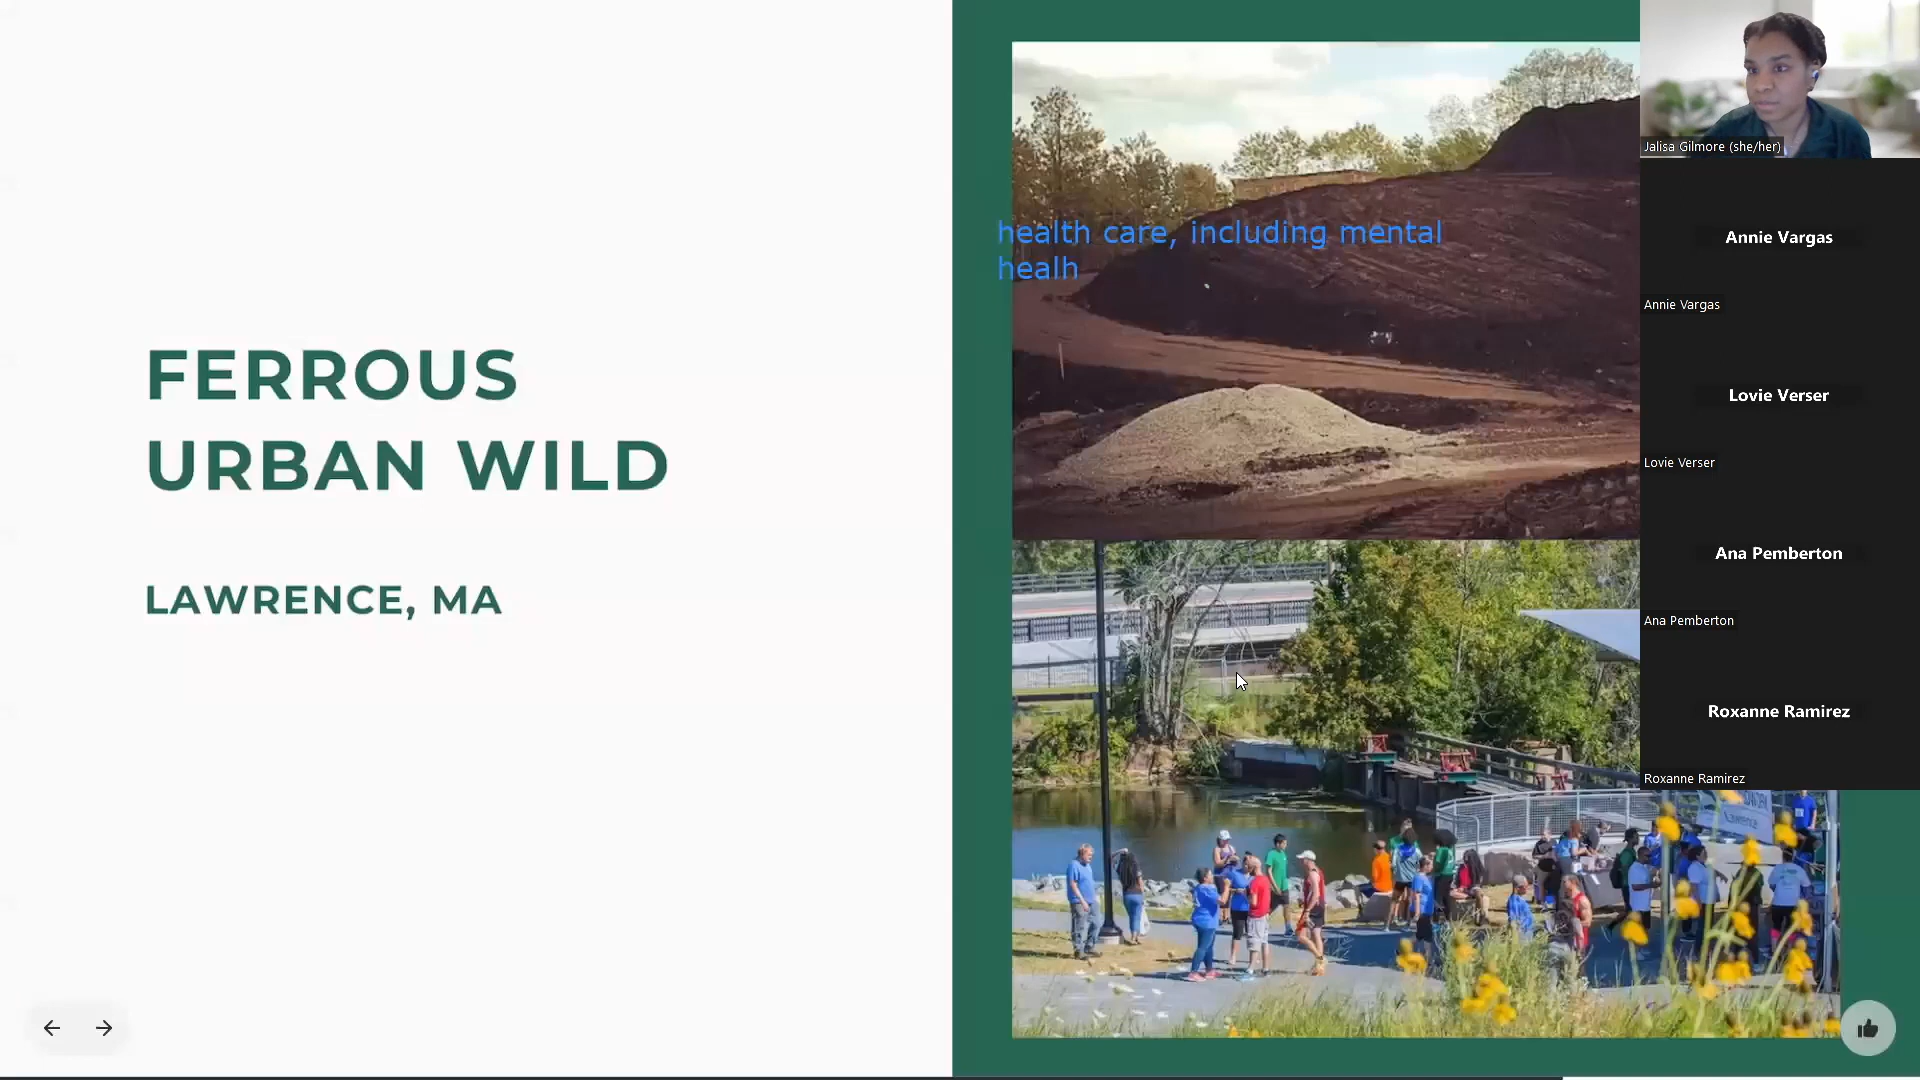 FERROUS
URBAN WILD
LAWRENCE, MA
health care, including mental
healh
Jalisa Gilmore (she/her)
Annie Vargas
Annie Vargas
Lovie Verser
Lovie Verser
Ana Pemberton
Ana Pemberton
Roxanne Ramirez
Roxanne Ramirez